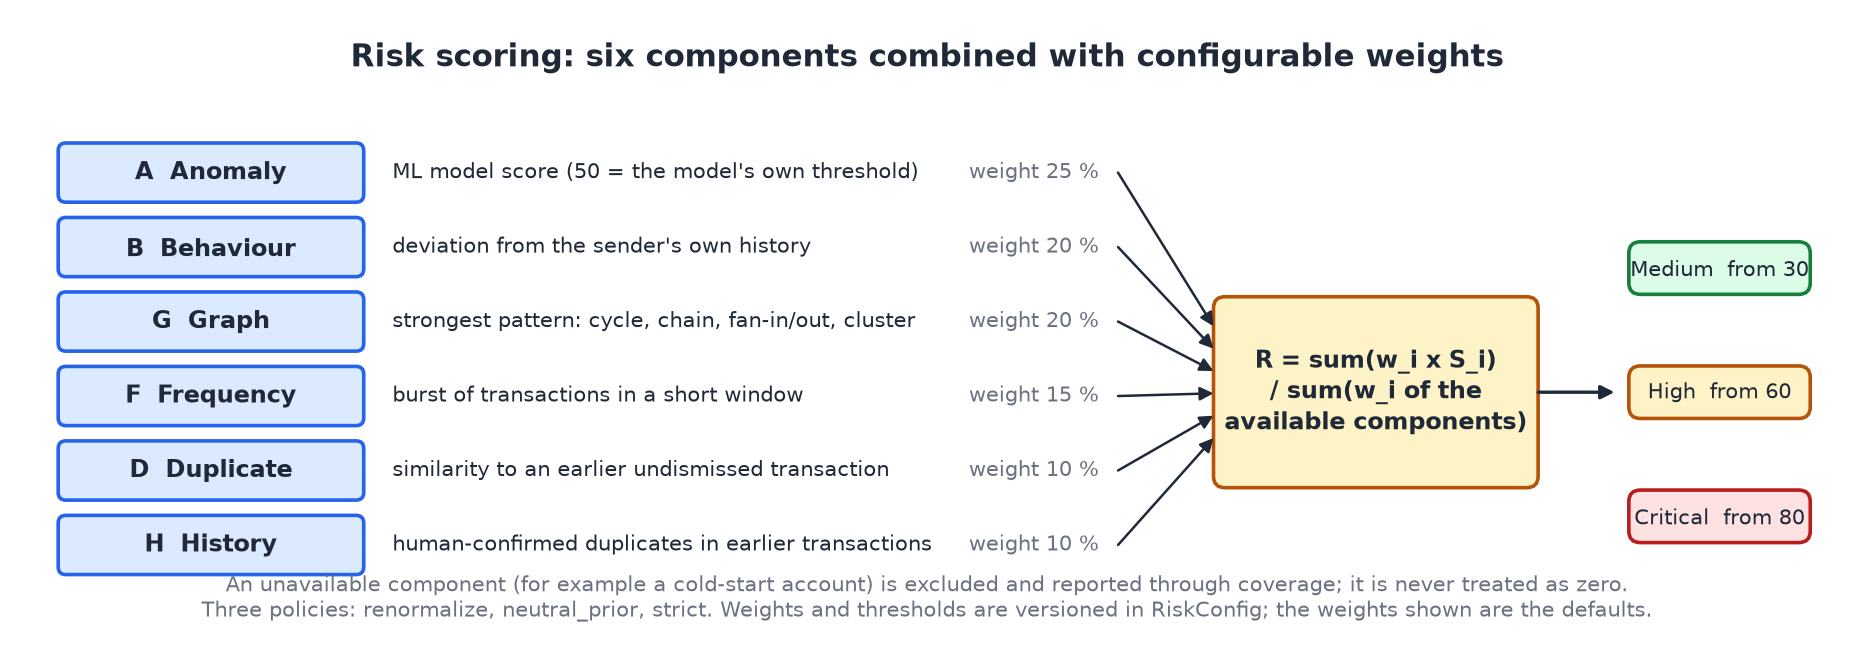 Risk scoring: six components combined with configurable weights
A  Anomaly
ML model score (50 = the model's own threshold)
weight 25 %
B  Behaviour
deviation from the sender's own history
weight 20 %
G  Graph
strongest pattern: cycle, chain, fan-in/out, cluster
weight 20 %
F  Frequency
burst of transactions in a short window
weight 15 %
D  Duplicate
similarity to an earlier undismissed transaction
weight 10 %
H  History
human-confirmed duplicates in earlier transactions
weight 10 %
R = sum(w_i x S_i)
/ sum(w_i of the
available components)
Medium  from 30
High  from 60
Critical  from 80
An unavailable component (for example a cold-start account) is excluded and reported through coverage; it is never treated as zero.
Three policies: renormalize, neutral_prior, strict. Weights and thresholds are versioned in RiskConfig; the weights shown are the defaults.